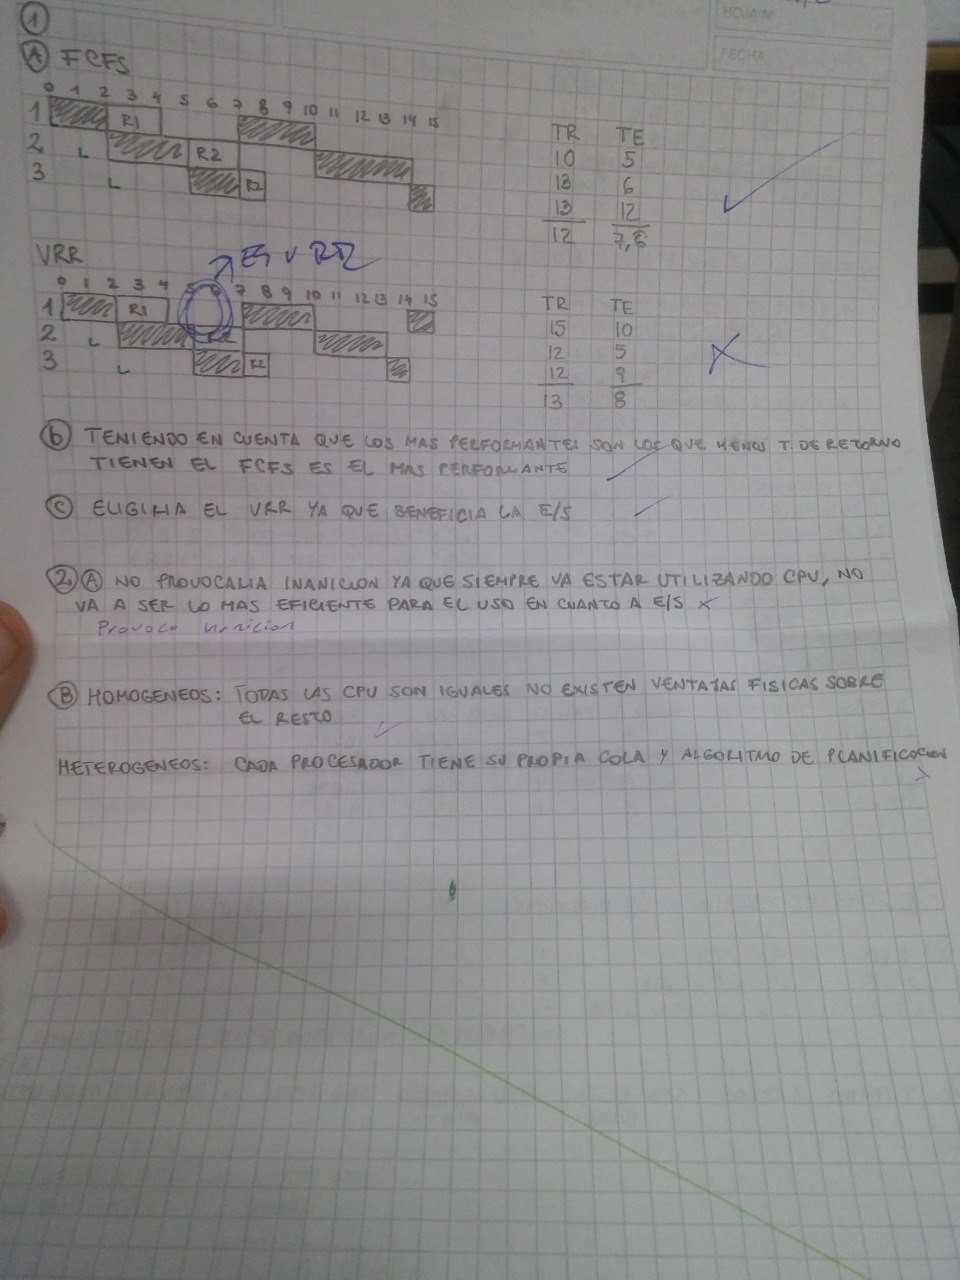 HOJA Nº
FECHA
1
A FCFS
0 1 2 3 4 5 6 7 8 9 10 11 12 13 14 15
1 R1
2 L R2
3 L R2
TR TE
10 5
13 6
13 12
12 7,6
VRR
ES VRR
0 1 2 3 4 5 6 7 8 9 10 11 12 13 14 15
1 R1
2 L
3 L R2
TR TE
15 10
12 5
12 9
13 8
b TENIENDO EN CUENTA QUE LOS MAS PERFORMANTES SON LOS QUE MENOS T. DE RETORNO
TIENEN EL FCFS ES EL MAS PERFORMANTE
C ELIGIRIA EL VRR YA QUE BENEFICIA LA E/S
2 A NO PROVOCARIA INANICION YA QUE SIEMPRE VA ESTAR UTILIZANDO CPU, NO
VA A SER LO MAS EFICIENTE PARA EL USO EN CUANTO A E/S
Provoca inanicion
B HOMOGENEOS: TODAS LAS CPU SON IGUALES NO EXISTEN VENTAJAS FISICAS SOBRE
EL RESTO
HETEROGENEOS: CADA PROCESADOR TIENE SU PROPIA COLA Y ALGORITMO DE PLANIFICACION